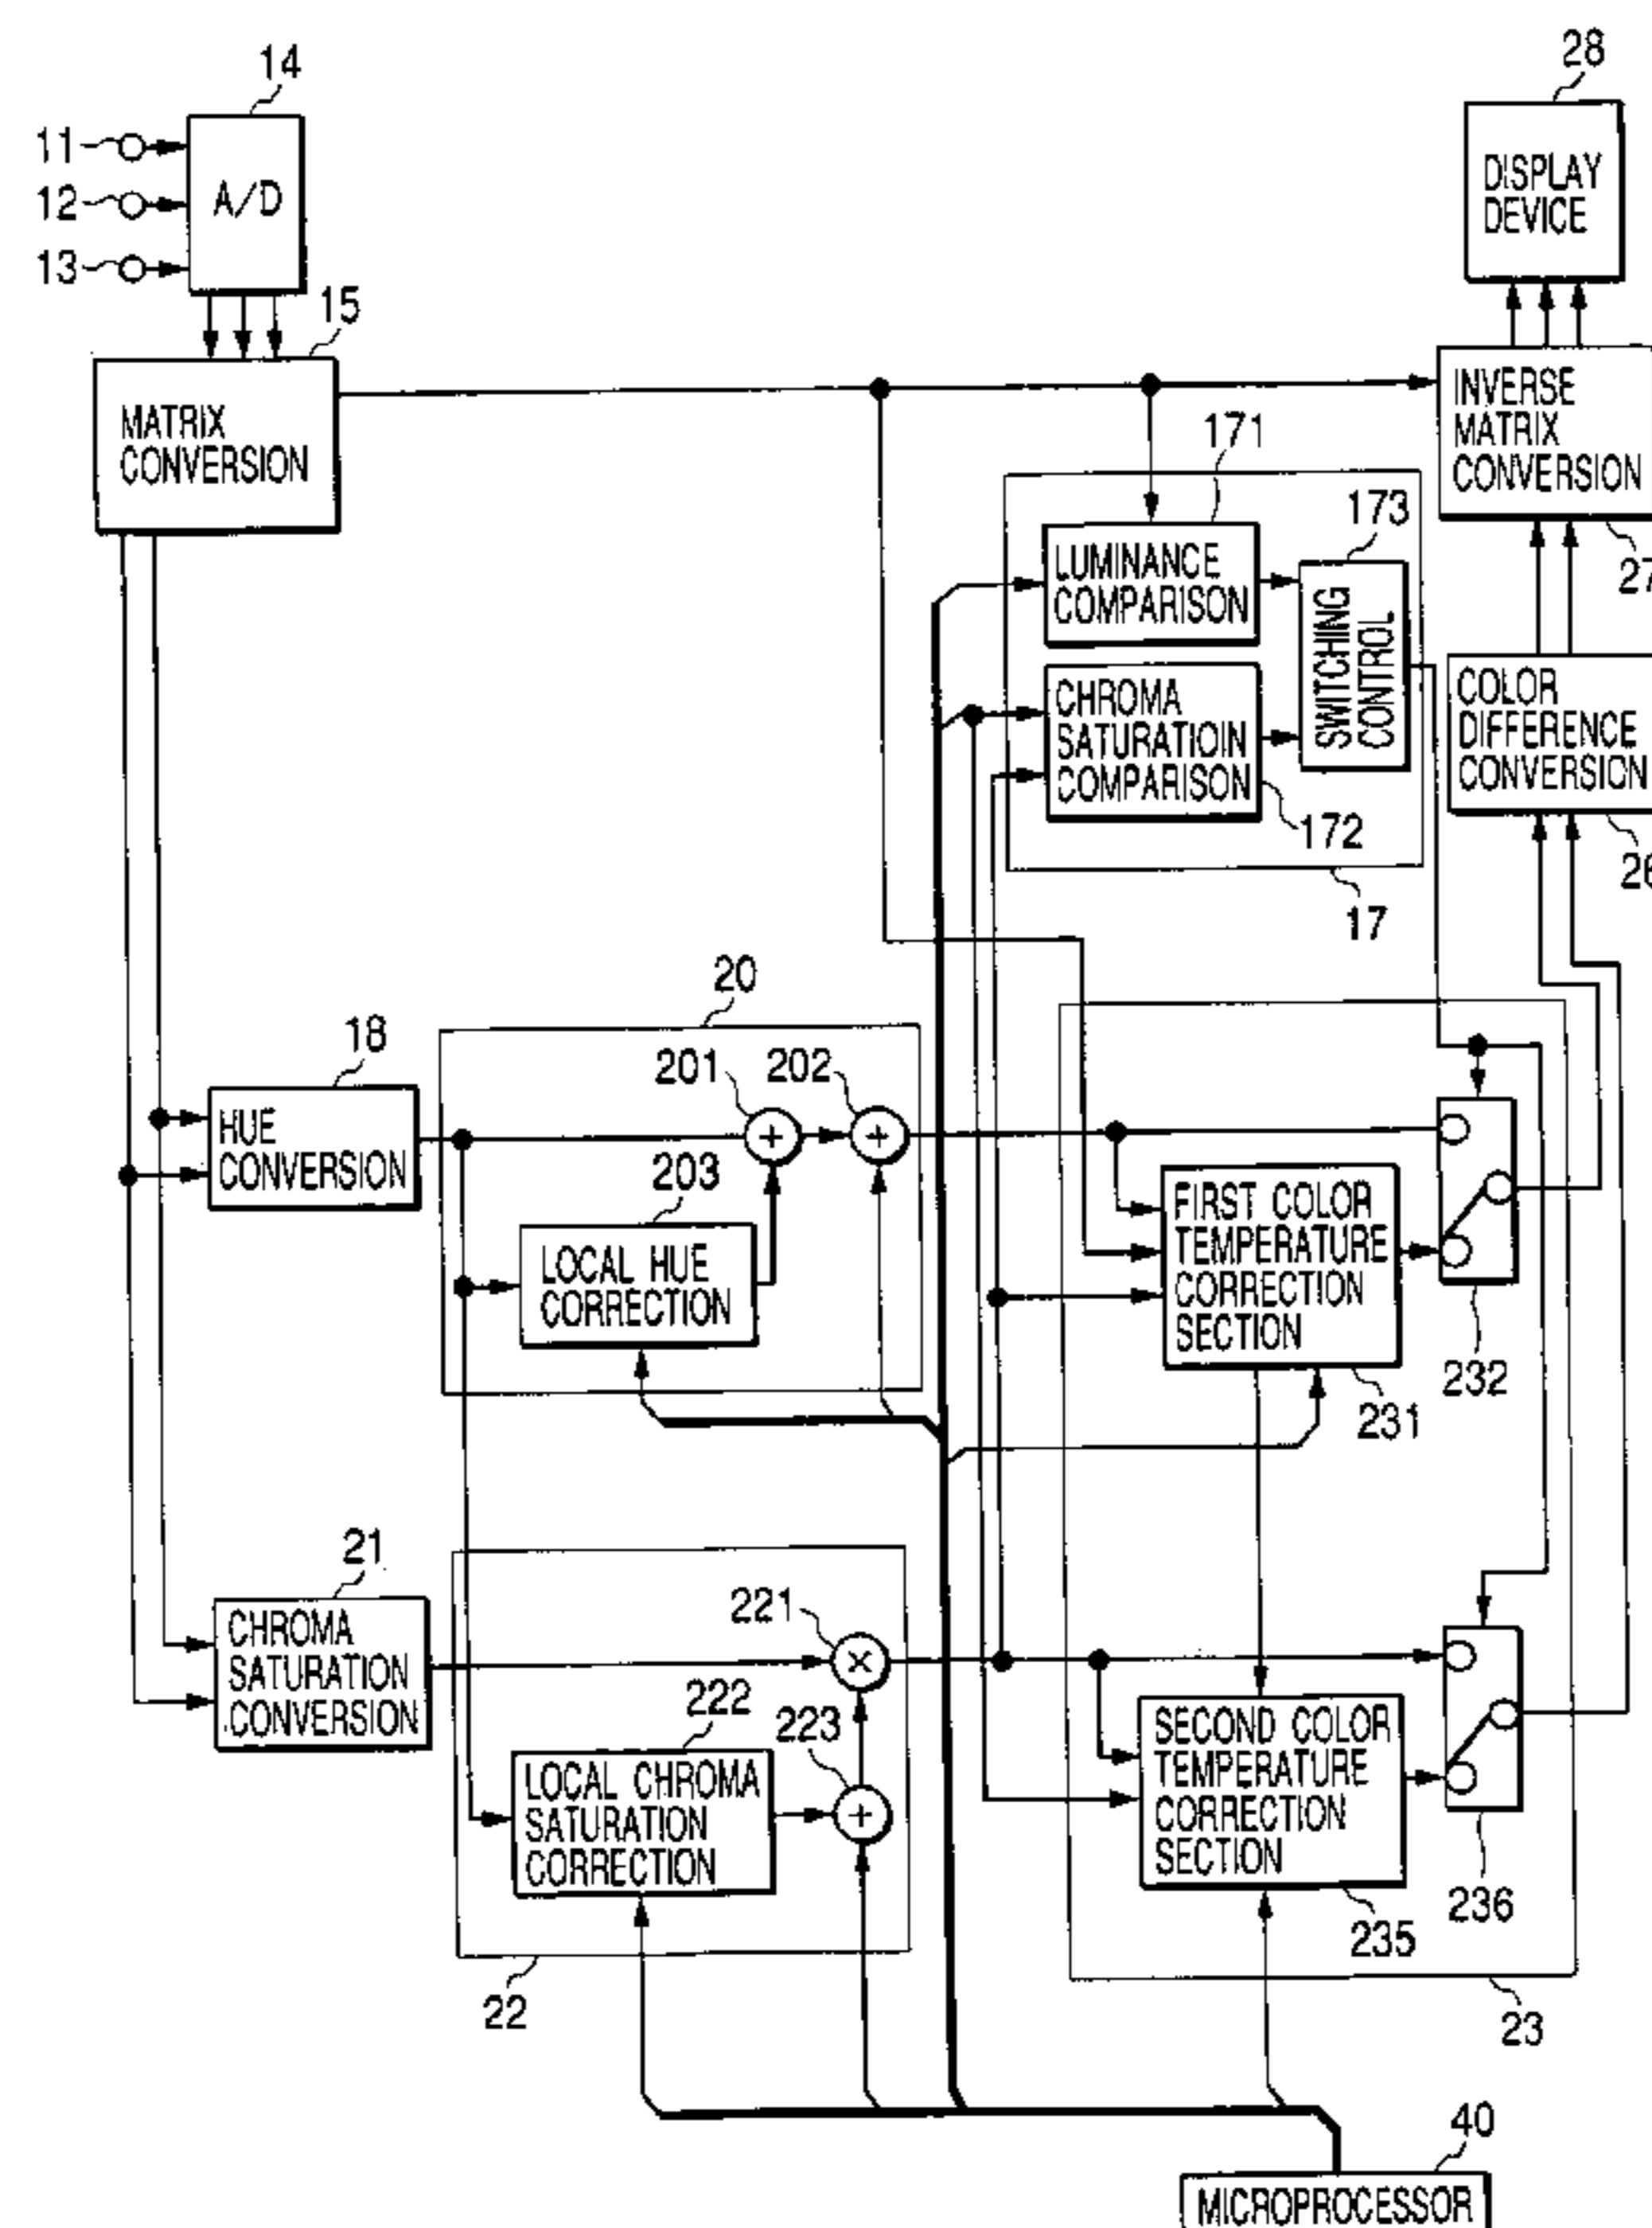 14
28
11
12
13
A/D
DISPLAY
DEVICE
15
MATRIX
CONVERSION
INVERSE
MATRIX
CONVERSION
27
171
173
LUMINANCE
COMPARISON
SWITCHING
CONTROL
CHROMA
SATURATIOIN
COMPARISON
172
17
COLOR
DIFFERENCE
CONVERSION
26
20
18
201
202
HUE
CONVERSION
203
LOCAL HUE
CORRECTION
FIRST COLOR
TEMPERATURE
CORRECTION
SECTION
232
231
21
CHROMA
SATURATION
CONVERSION
221
222
223
LOCAL CHROMA
SATURATION
CORRECTION
22
SECOND COLOR
TEMPERATURE
CORRECTION
SECTION
236
235
23
40
MICROPROCESSOR